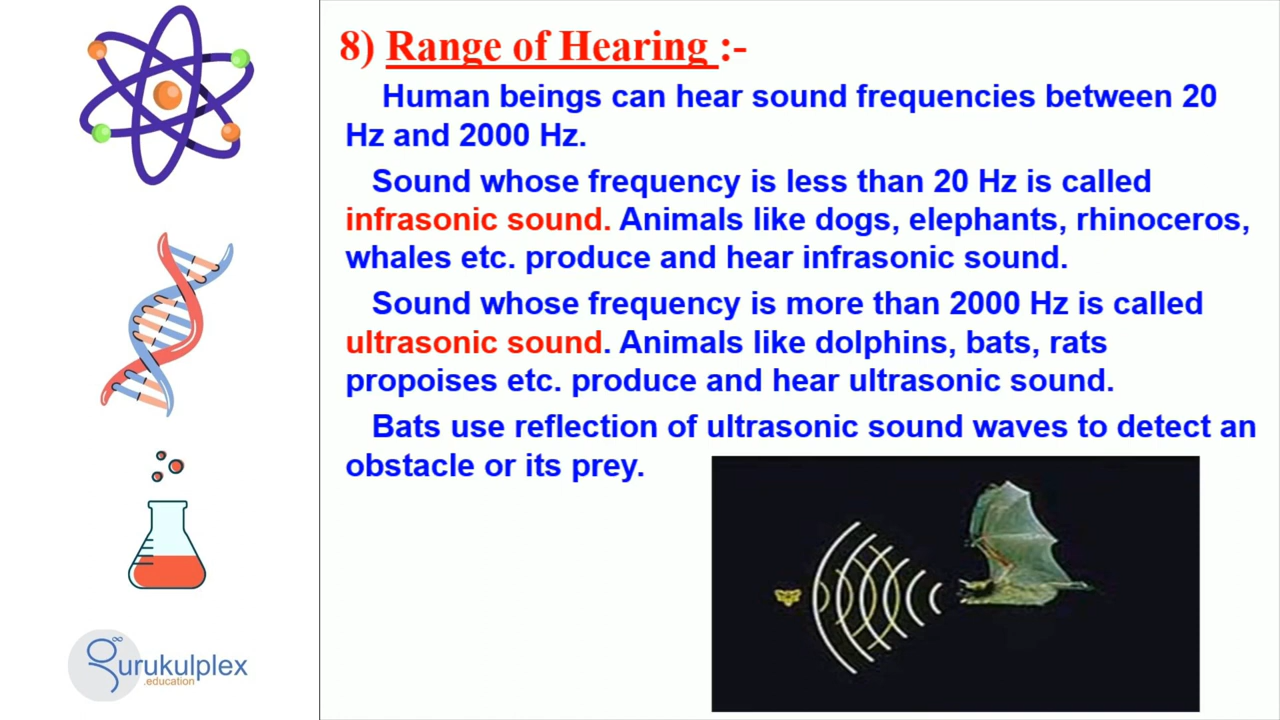 8) Range of Hearing :-
Human beings can hear sound frequencies between 20
Hz and 2000 Hz.
Sound whose frequency is less than 20 Hz is called
infrasonic sound. Animals like dogs, elephants, rhinoceros,
whales etc. produce and hear infrasonic sound.
Sound whose frequency is more than 2000 Hz is called
ultrasonic sound. Animals like dolphins, bats, rats
propoises etc. produce and hear ultrasonic sound.
Bats use reflection of ultrasonic sound waves to detect an
obstacle or its prey.
gurukulplex
.education